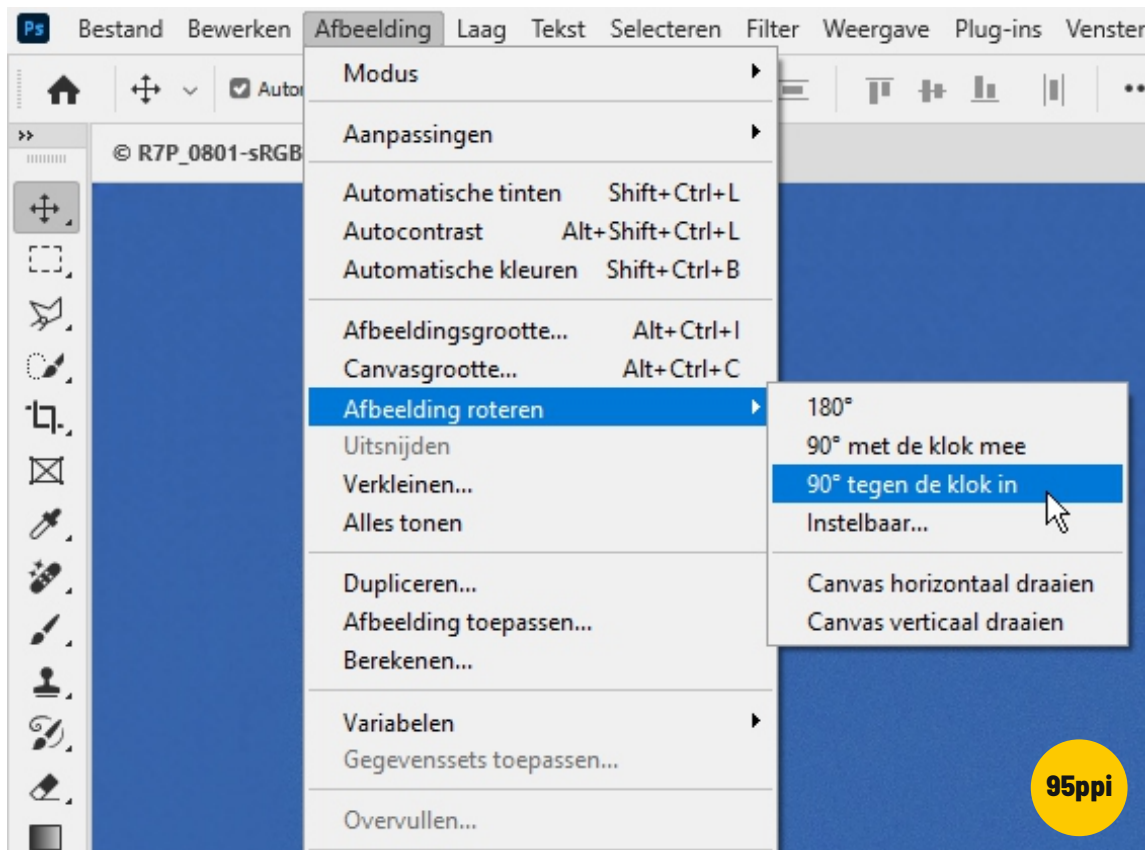 Ps Bestand Bewerken Afbeelding Laag Tekst Selecteren Filter Weergave Plug-ins Venster
© R7P_0801-sRGB
Modus
Aanpassingen
Automatische tinten Shift+Ctrl+L
Autocontrast Alt+Shift+Ctrl+L
Automatische kleuren Shift+Ctrl+B
Afbeeldingsgrootte... Alt+Ctrl+I
Canvasgrootte... Alt+Ctrl+C
Afbeelding roteren
Uitsnijden
Verkleinen...
Alles tonen
Dupliceren...
Afbeelding toepassen...
Berekenen...
Variabelen
Gegevenssets toepassen...
Overvullen...
180°
90° met de klok mee
90° tegen de klok in
Instelbaar...
Canvas horizontaal draaien
Canvas verticaal draaien
95ppi